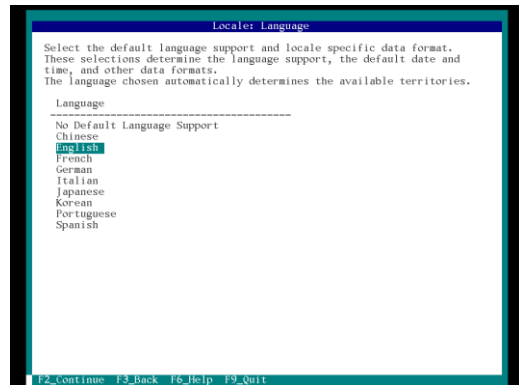 Locale: Language
Select the default language support and locale specific data format.
These selections determine the language support, the default date and
time, and other data formats.
The language chosen automatically determines the available territories.
Language
No Default Language Support
Chinese
English
French
German
Italian
Japanese
Korean
Portuguese
Spanish
F2_Continue F3_Back F6_Help F9_Quit